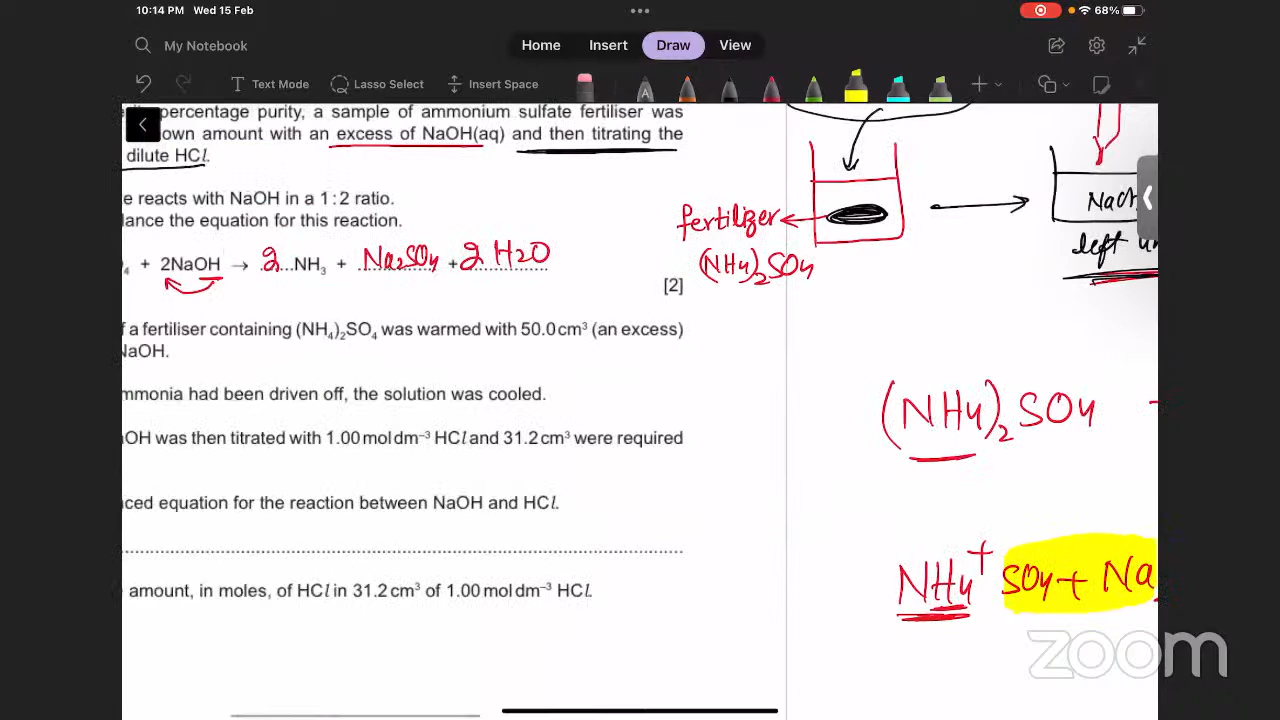 10:14 PM Wed 15 Feb
68%
My Notebook
Home Insert Draw View
Text Mode Lasso Select Insert Space
percentage purity, a sample of ammonium sulfate fertiliser was
own amount with an excess of NaOH(aq) and then titrating the
dilute HCl.
e reacts with NaOH in a 1:2 ratio.
lance the equation for this reaction.
4 + 2NaOH → 2 NH3 + Na2SO4 + 2 H2O
[2]
f a fertiliser containing (NH4)2SO4 was warmed with 50.0 cm³ (an excess)
NaOH.
mmonia had been driven off, the solution was cooled.
OH was then titrated with 1.00 mol dm⁻³ HCl and 31.2 cm³ were required
nced equation for the reaction between NaOH and HCl.
amount, in moles, of HCl in 31.2 cm³ of 1.00 mol dm⁻³ HCl.
fertilizer
(NH4)2SO4
NaOH
left un
(NH4)2SO4
NH4+ SO4 + Na
zoom